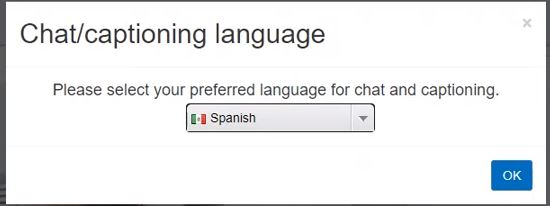 Chat/captioning language
×
Please select your preferred language for chat and captioning.
Spanish
OK